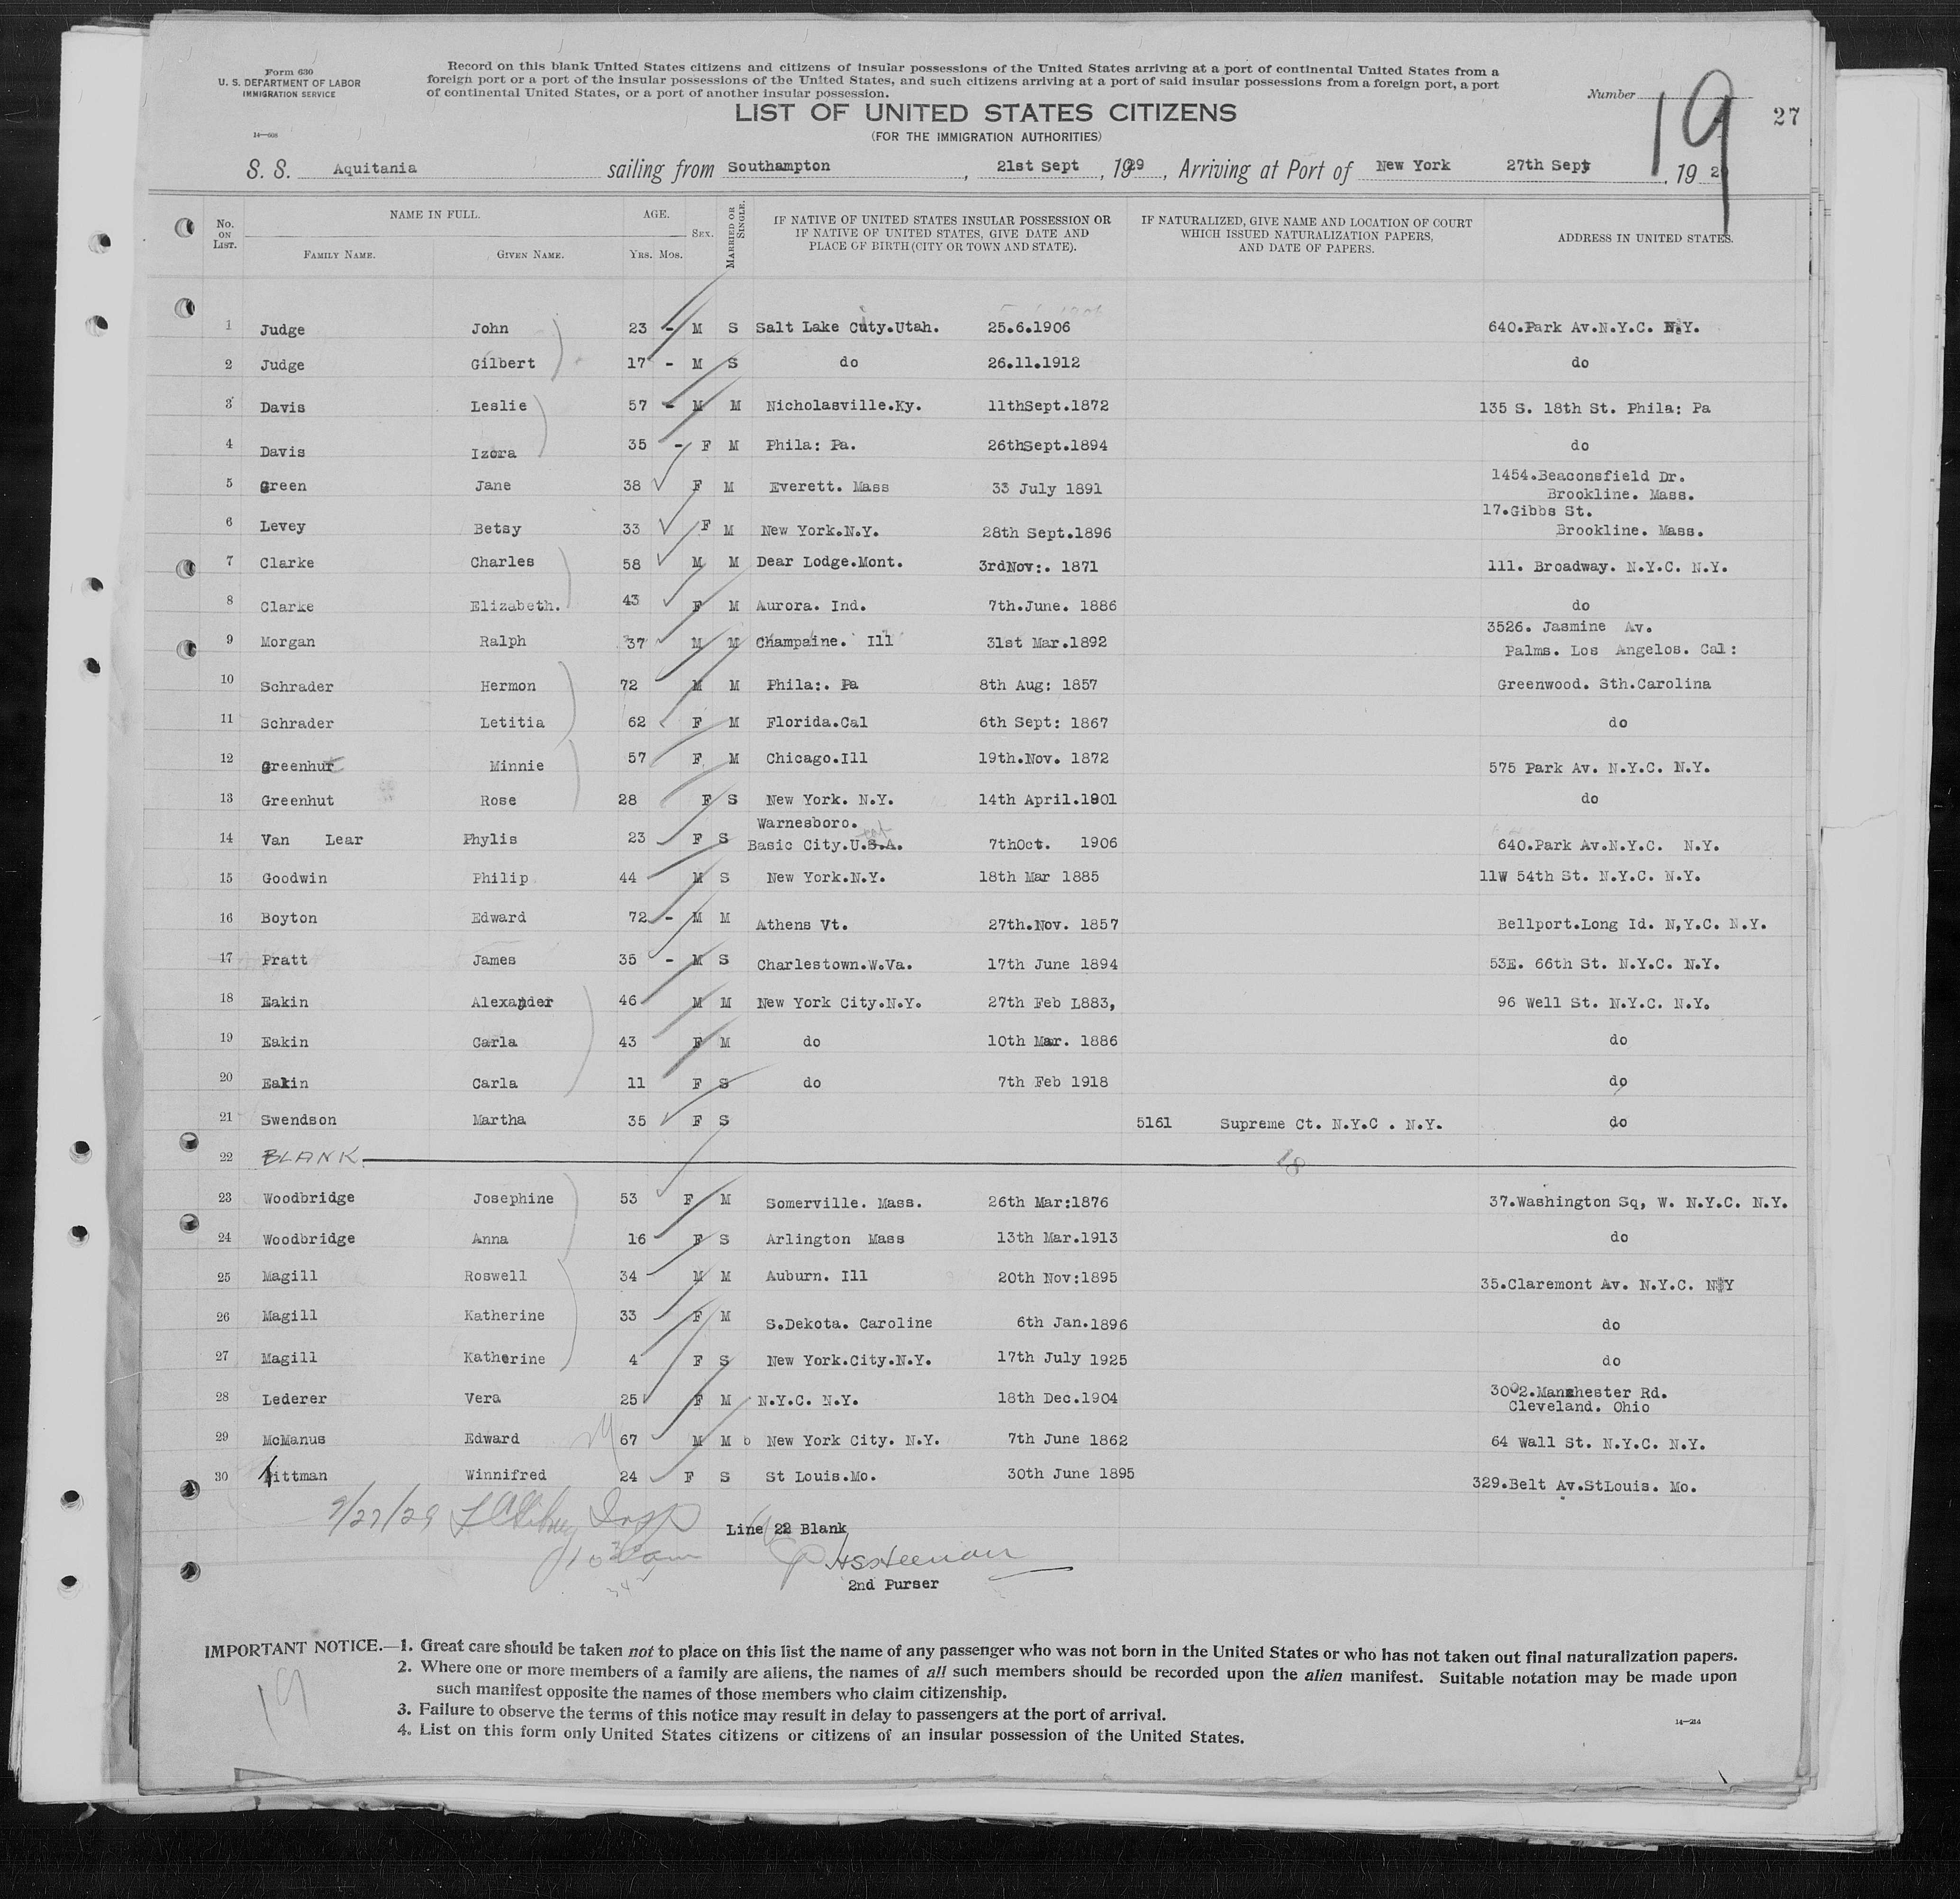 Form 630
U. S. DEPARTMENT OF LABOR
IMMIGRATION SERVICE
14—608
Record on this blank United States citizens and citizens of insular possessions of the United States arriving at a port of continental United States from a
foreign port or a port of the insular possessions of the United States, and such citizens arriving at a port of said insular possessions from a foreign port, a port
of continental United States, or a port of another insular possession.
Number 19
27
LIST OF UNITED STATES CITIZENS
(FOR THE IMMIGRATION AUTHORITIES)
S. S. Aquitania sailing from Southampton, 21st Sept, 1929, Arriving at Port of New York 27th Sept, 1929
No. ON LIST. NAME IN FULL. FAMILY NAME. GIVEN NAME. AGE. YRS. MOS. SEX. MARRIED OR SINGLE. IF NATIVE OF UNITED STATES INSULAR POSSESSION OR IF NATIVE OF UNITED STATES, GIVE DATE AND PLACE OF BIRTH (CITY OR TOWN AND STATE). IF NATURALIZED, GIVE NAME AND LOCATION OF COURT WHICH ISSUED NATURALIZATION PAPERS, AND DATE OF PAPERS. ADDRESS IN UNITED STATES.
1 Judge John 23 - M S Salt Lake City.Utah. 25.6.1906 640.Park Av.N.Y.C. N.Y.
2 Judge Gilbert 17 - M S do 26.11.1912 do
3 Davis Leslie 57 - M M Nicholasville.Ky. 11thSept.1872 135 S. 18th St. Phila: Pa
4 Davis Izora 35 - F M Phila: Pa. 26thSept.1894 do
5 Green Jane 38 F M Everett. Mass 33 July 1891 1454.Beaconsfield Dr.
Brookline. Mass.
6 Levey Betsy 33 F M New York.N.Y. 28th Sept.1896 17.Gibbs St.
Brookline. Mass.
7 Clarke Charles 58 M M Dear Lodge.Mont. 3rdNov:. 1871 111. Broadway. N.Y.C. N.Y.
8 Clarke Elizabeth. 43 F M Aurora. Ind. 7th.June. 1886 do
9 Morgan Ralph 37 M M Champaine. Ill 31st Mar.1892 3526. Jasmine Av.
Palms. Los Angelos. Cal:
10 Schrader Hermon 72 M M Phila:. Pa 8th Aug: 1857 Greenwood. Sth.Carolina
11 Schrader Letitia 62 F M Florida.Cal 6th Sept: 1867 do
12 Greenhut Minnie 57 F M Chicago.Ill 19th.Nov. 1872 575 Park Av. N.Y.C. N.Y.
13 Greenhut Rose 28 F S New York. N.Y. 14th April.1901 do
14 Van Lear Phylis 23 F S Warnesboro.
Basic City.U.S.A. 7thOct. 1906 640.Park Av.N.Y.C. N.Y.
15 Goodwin Philip 44 M S New York.N.Y. 18th Mar 1885 11W 54th St. N.Y.C. N.Y.
16 Boyton Edward 72 - M M Athens Vt. 27th.Nov. 1857 Bellport.Long Id. N,Y.C. N.Y.
17 Pratt James 35 - M S Charlestown.W.Va. 17th June 1894 53E. 66th St. N.Y.C. N.Y.
18 Eakin Alexander 46 M M New York City.N.Y. 27th Feb L883, 96 Well St. N.Y.C. N.Y.
19 Eakin Carla 43 F M do 10th Mar. 1886 do
20 Eakin Carla 11 F S do 7th Feb 1918 do
21 Swendson Martha 35 F S 5161 Supreme Ct. N.Y.C . N.Y. do
22 BLANK 18
23 Woodbridge Josephine 53 F M Somerville. Mass. 26th Mar:1876 37.Washington Sq, W. N.Y.C. N.Y.
24 Woodbridge Anna 16 F S Arlington Mass 13th Mar.1913 do
25 Magill Roswell 34 M M Auburn. Ill 20th Nov:1895 35.Claremont Av. N.Y.C. N.Y
26 Magill Katherine 33 F M S.Dekota. Caroline 6th Jan.1896 do
27 Magill Katherine 4 F S New York.City.N.Y. 17th July 1925 do
28 Lederer Vera 25 F M N.Y.C. N.Y. 18th Dec.1904 3002.Manchester Rd.
Cleveland. Ohio
29 McManus Edward 67 M M b New York City. N.Y. 7th June 1862 64 Wall St. N.Y.C. N.Y.
30 Pittman Winnifred 24 F S St Louis.Mo. 30th June 1895 329.Belt Av.StLouis. Mo.
9/27/29 Insp
Line 22 Blank
10 30 am
2nd Purser
IMPORTANT NOTICE.—1. Great care should be taken not to place on this list the name of any passenger who was not born in the United States or who has not taken out final naturalization papers.
2. Where one or more members of a family are aliens, the names of all such members should be recorded upon the alien manifest. Suitable notation may be made upon
such manifest opposite the names of those members who claim citizenship.
3. Failure to observe the terms of this notice may result in delay to passengers at the port of arrival.
4. List on this form only United States citizens or citizens of an insular possession of the United States.
19
14—214